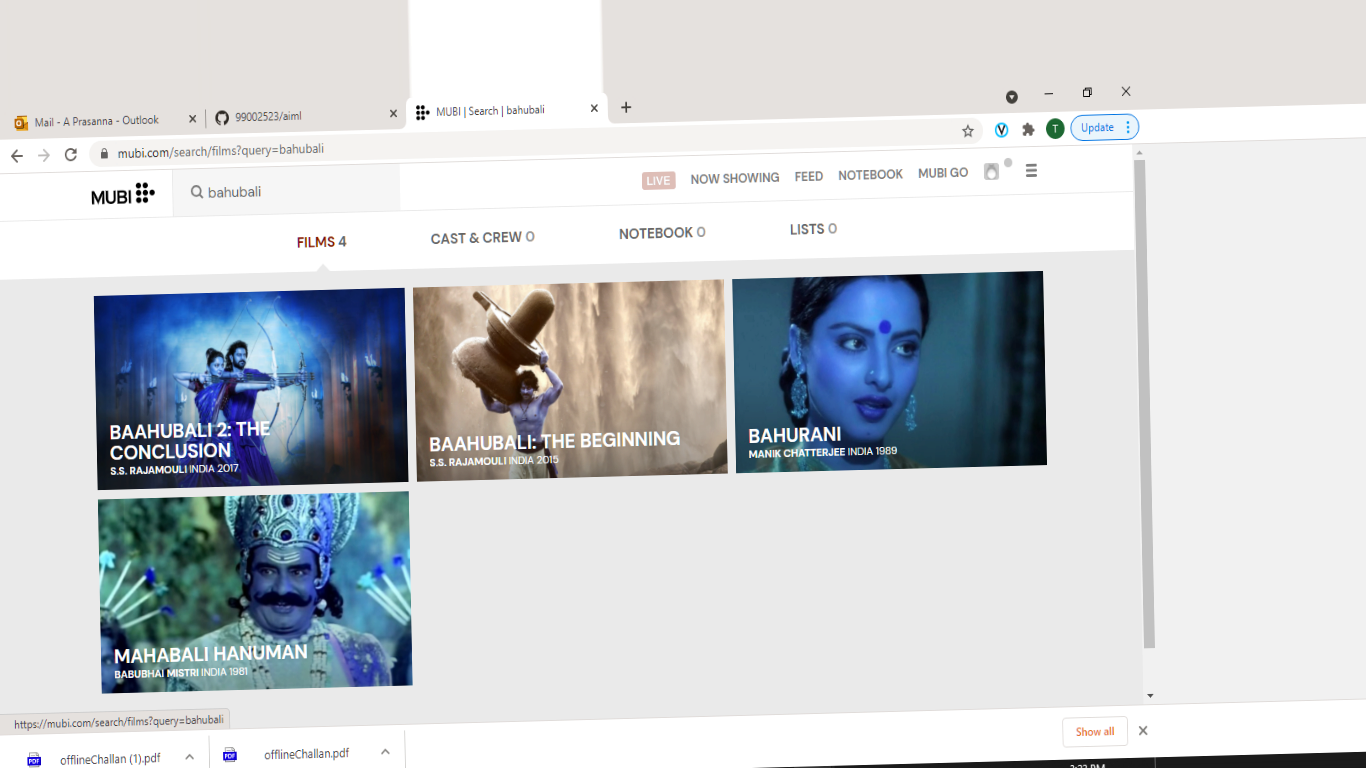 Mail - A Prasanna - Outlook
99002523/aiml
MUBI | Search | bahubali
mubi.com/search/films?query=bahubali
T
Update
MUBI
bahubali
LIVE
NOW SHOWING
FEED
NOTEBOOK
MUBI GO
FILMS 4
CAST & CREW 0
NOTEBOOK 0
LISTS 0
BAAHUBALI 2: THE
CONCLUSION
S.S. RAJAMOULI INDIA 2017
BAAHUBALI: THE BEGINNING
S.S. RAJAMOULI INDIA 2015
BAHURANI
MANIK CHATTERJEE INDIA 1989
MAHABALI HANUMAN
BABUBHAI MISTRI INDIA 1981
https://mubi.com/search/films?query=bahubali
PDF
offlineChallan (1).pdf
PDF
offlineChallan.pdf
Show all